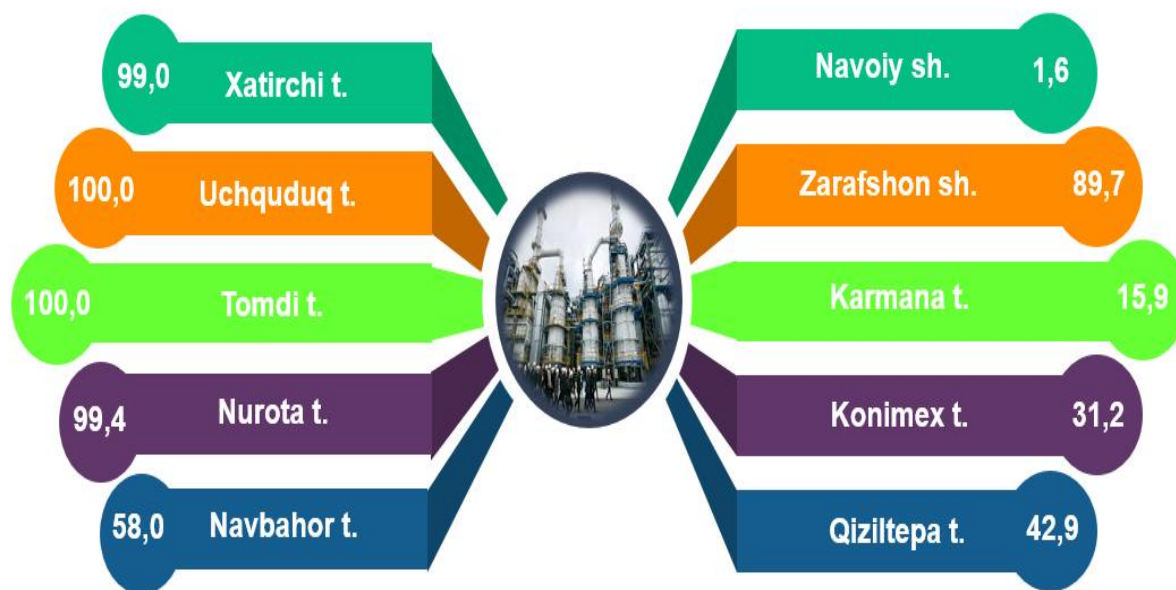 99,0
Xatirchi t.
100,0
Uchquduq t.
100,0
Tomdi t.
99,4
Nurota t.
58,0
Navbahor t.
Navoiy sh.
1,6
Zarafshon sh.
89,7
Karmana t.
15,9
Konimex t.
31,2
Qiziltepa t.
42,9